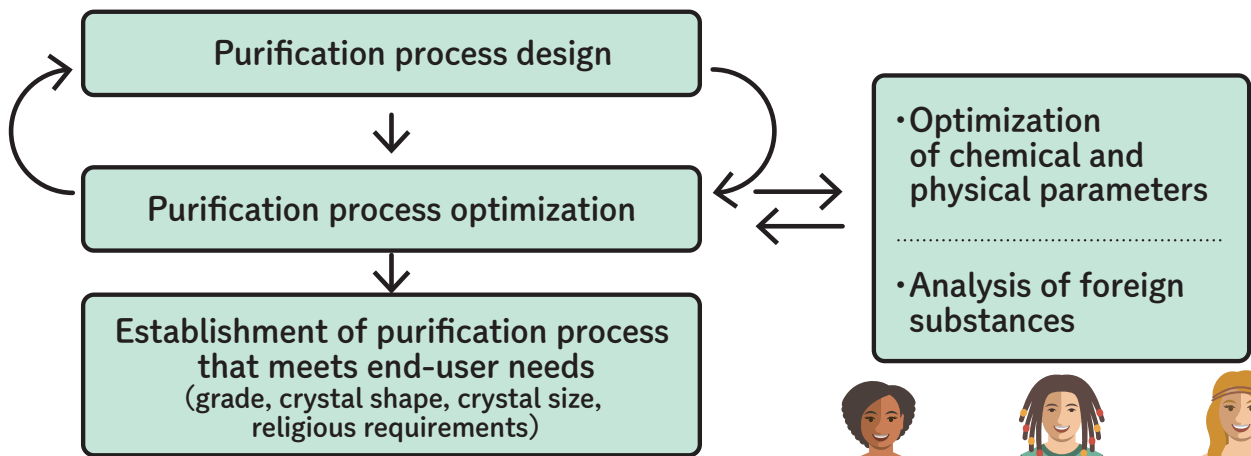 Purification process design
Purification process optimization
Establishment of purification process
that meets end-user needs
(grade, crystal shape, crystal size,
religious requirements)
・Optimization
of chemical and
physical parameters
・Analysis of foreign
substances